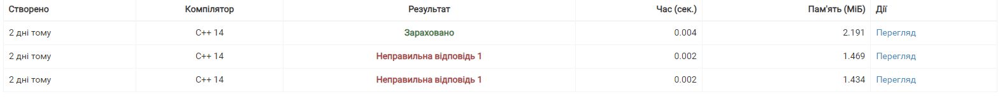 Створено Компілятор Результат Час (сек.) Пам'ять (МіБ) Дії
2 дні тому C++ 14 Зараховано 0.004 2.191 Перегляд
2 дні тому C++ 14 Неправильна відповідь 1 0.002 1.469 Перегляд
2 дні тому C++ 14 Неправильна відповідь 1 0.002 1.434 Перегляд